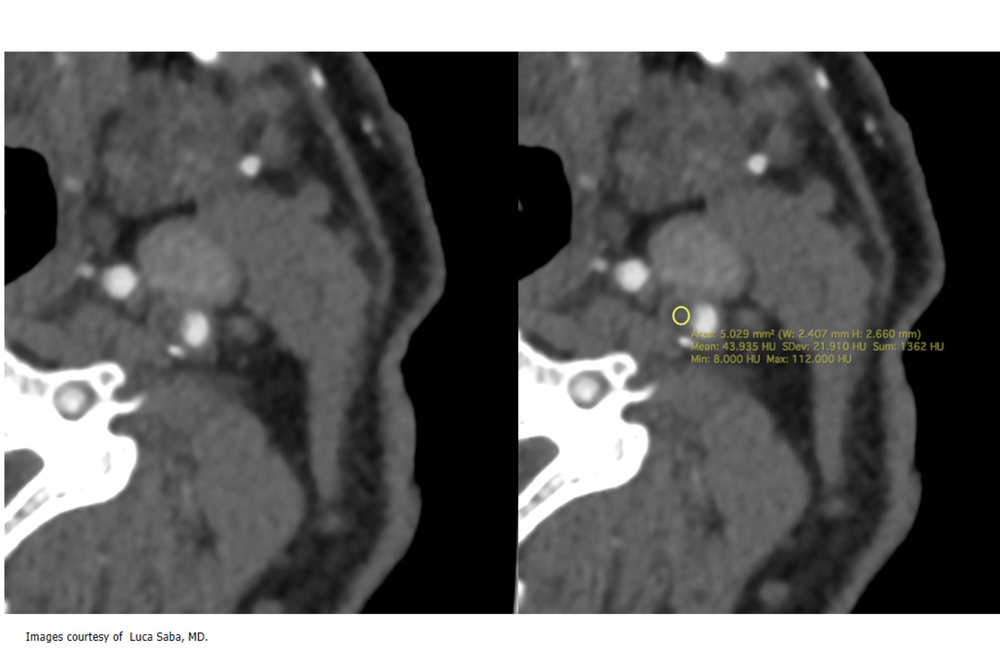 Area: 5.029 mm² (W: 2.407 mm H: 2.660 mm)
Mean: 43.935 HU SDev: 21.910 HU Sum: 1362 HU
Min: 8.000 HU Max: 112.000 HU
Images courtesy of Luca Saba, MD.